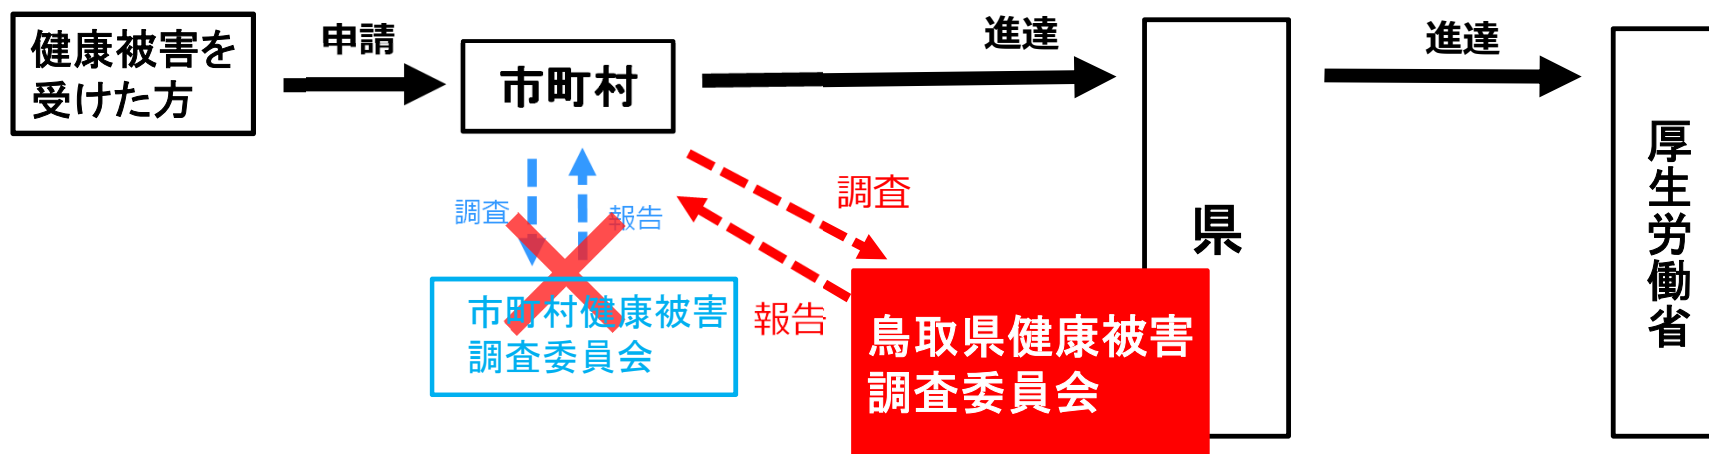 健康被害を
受けた方
申請
市町村
進達
県
進達
厚生労働省
調査
報告
調査
報告
市町村健康被害
調査委員会
鳥取県健康被害
調査委員会